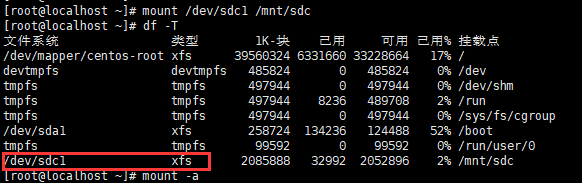 [root@localhost ~]# mount /dev/sdc1 /mnt/sdc
[root@localhost ~]# df -T
文件系统 类型 1K-块 已用 可用 已用% 挂载点
/dev/mapper/centos-root xfs 39560324 6331660 33228664 17% /
devtmpfs devtmpfs 485824 0 485824 0% /dev
tmpfs tmpfs 497944 0 497944 0% /dev/shm
tmpfs tmpfs 497944 8236 489708 2% /run
tmpfs tmpfs 497944 0 497944 0% /sys/fs/cgroup
/dev/sda1 xfs 258724 134236 124488 52% /boot
tmpfs tmpfs 99592 0 99592 0% /run/user/0
/dev/sdc1 xfs 2085888 32992 2052896 2% /mnt/sdc
[root@localhost ~]# mount -a